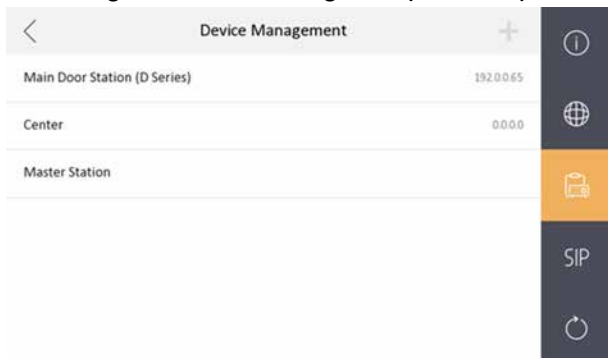 Device Management
Main Door Station (D Series) 192.0.0.65
Center 0.0.0.0
Master Station
SIP